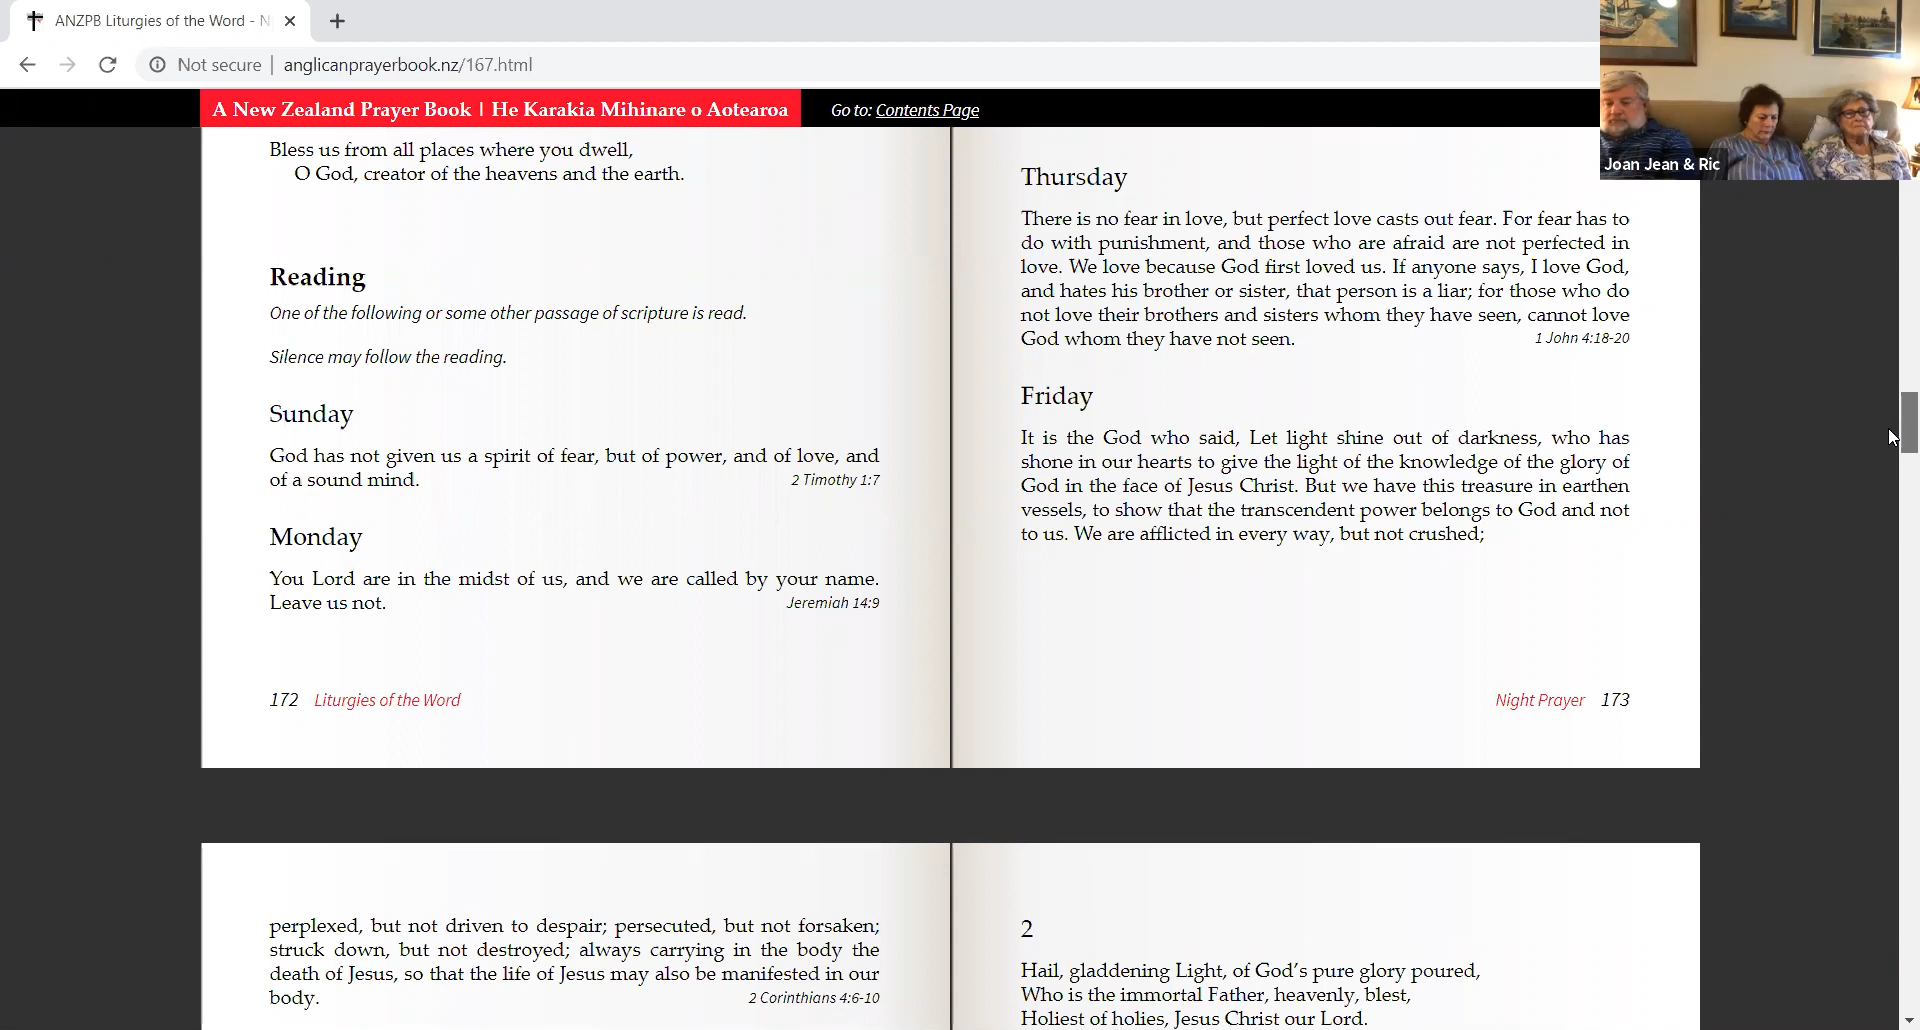 ANZPB Liturgies of the Word - N
Not secure | anglicanprayerbook.nz/167.html
A New Zealand Prayer Book | He Karakia Mihinare o Aotearoa
Go to: Contents Page
Joan Jean & Ric
Bless us from all places where you dwell,
O God, creator of the heavens and the earth.
Reading
One of the following or some other passage of scripture is read.
Silence may follow the reading.
Sunday
God has not given us a spirit of fear, but of power, and of love, and
of a sound mind. 2 Timothy 1:7
Monday
You Lord are in the midst of us, and we are called by your name.
Leave us not. Jeremiah 14:9
172 Liturgies of the Word
Thursday
There is no fear in love, but perfect love casts out fear. For fear has to
do with punishment, and those who are afraid are not perfected in
love. We love because God first loved us. If anyone says, I love God,
and hates his brother or sister, that person is a liar; for those who do
not love their brothers and sisters whom they have seen, cannot love
God whom they have not seen. 1 John 4:18-20
Friday
It is the God who said, Let light shine out of darkness, who has
shone in our hearts to give the light of the knowledge of the glory of
God in the face of Jesus Christ. But we have this treasure in earthen
vessels, to show that the transcendent power belongs to God and not
to us. We are afflicted in every way, but not crushed;
Night Prayer 173
perplexed, but not driven to despair; persecuted, but not forsaken;
struck down, but not destroyed; always carrying in the body the
death of Jesus, so that the life of Jesus may also be manifested in our
body. 2 Corinthians 4:6-10
2
Hail, gladdening Light, of God's pure glory poured,
Who is the immortal Father, heavenly, blest,
Holiest of holies, Jesus Christ our Lord.